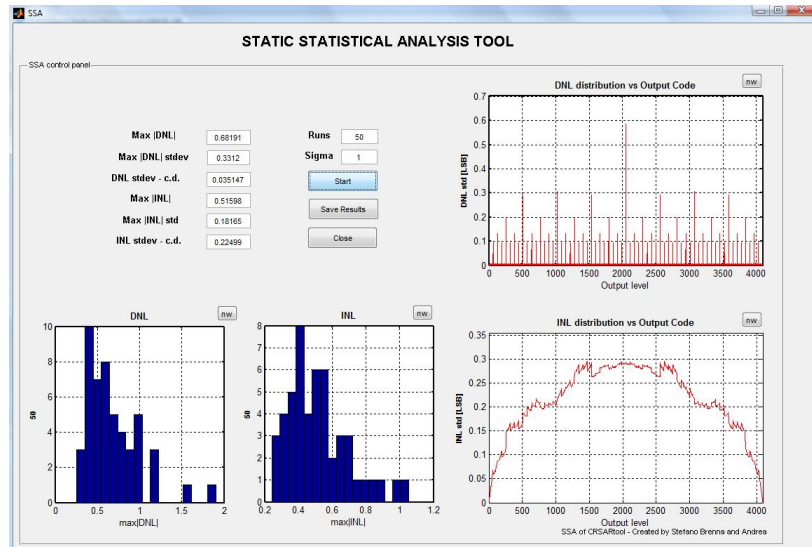 SSA
STATIC STATISTICAL ANALYSIS TOOL
SSA control panel
Max |DNL| 0.68191
Max |DNL| stdev 0.3312
DNL stdev - c.d. 0.035147
Max |INL| 0.51598
Max |INL| std 0.18165
INL stdev - c.d. 0.22499
Runs 50
Sigma 1
Start
Save Results
Close
DNL distribution vs Output Code
nw
DNL std [LSB]
0.7
0.6
0.5
0.4
0.3
0.2
0.1
0
0 500 1000 1500 2000 2500 3000 3500 4000
Output level
DNL
nw
50
10
8
6
4
2
0
0 0.5 1 1.5 2
max|DNL|
INL
nw
50
8
7
6
5
4
3
2
1
0
0.2 0.4 0.6 0.8 1 1.2
max|INL|
INL distribution vs Output Code
nw
INL std [LSB]
0.35
0.3
0.25
0.2
0.15
0.1
0.05
0
0 500 1000 1500 2000 2500 3000 3500 4000
Output level
SSA of CRSARtool - Created by Stefano Brenna and Andrea